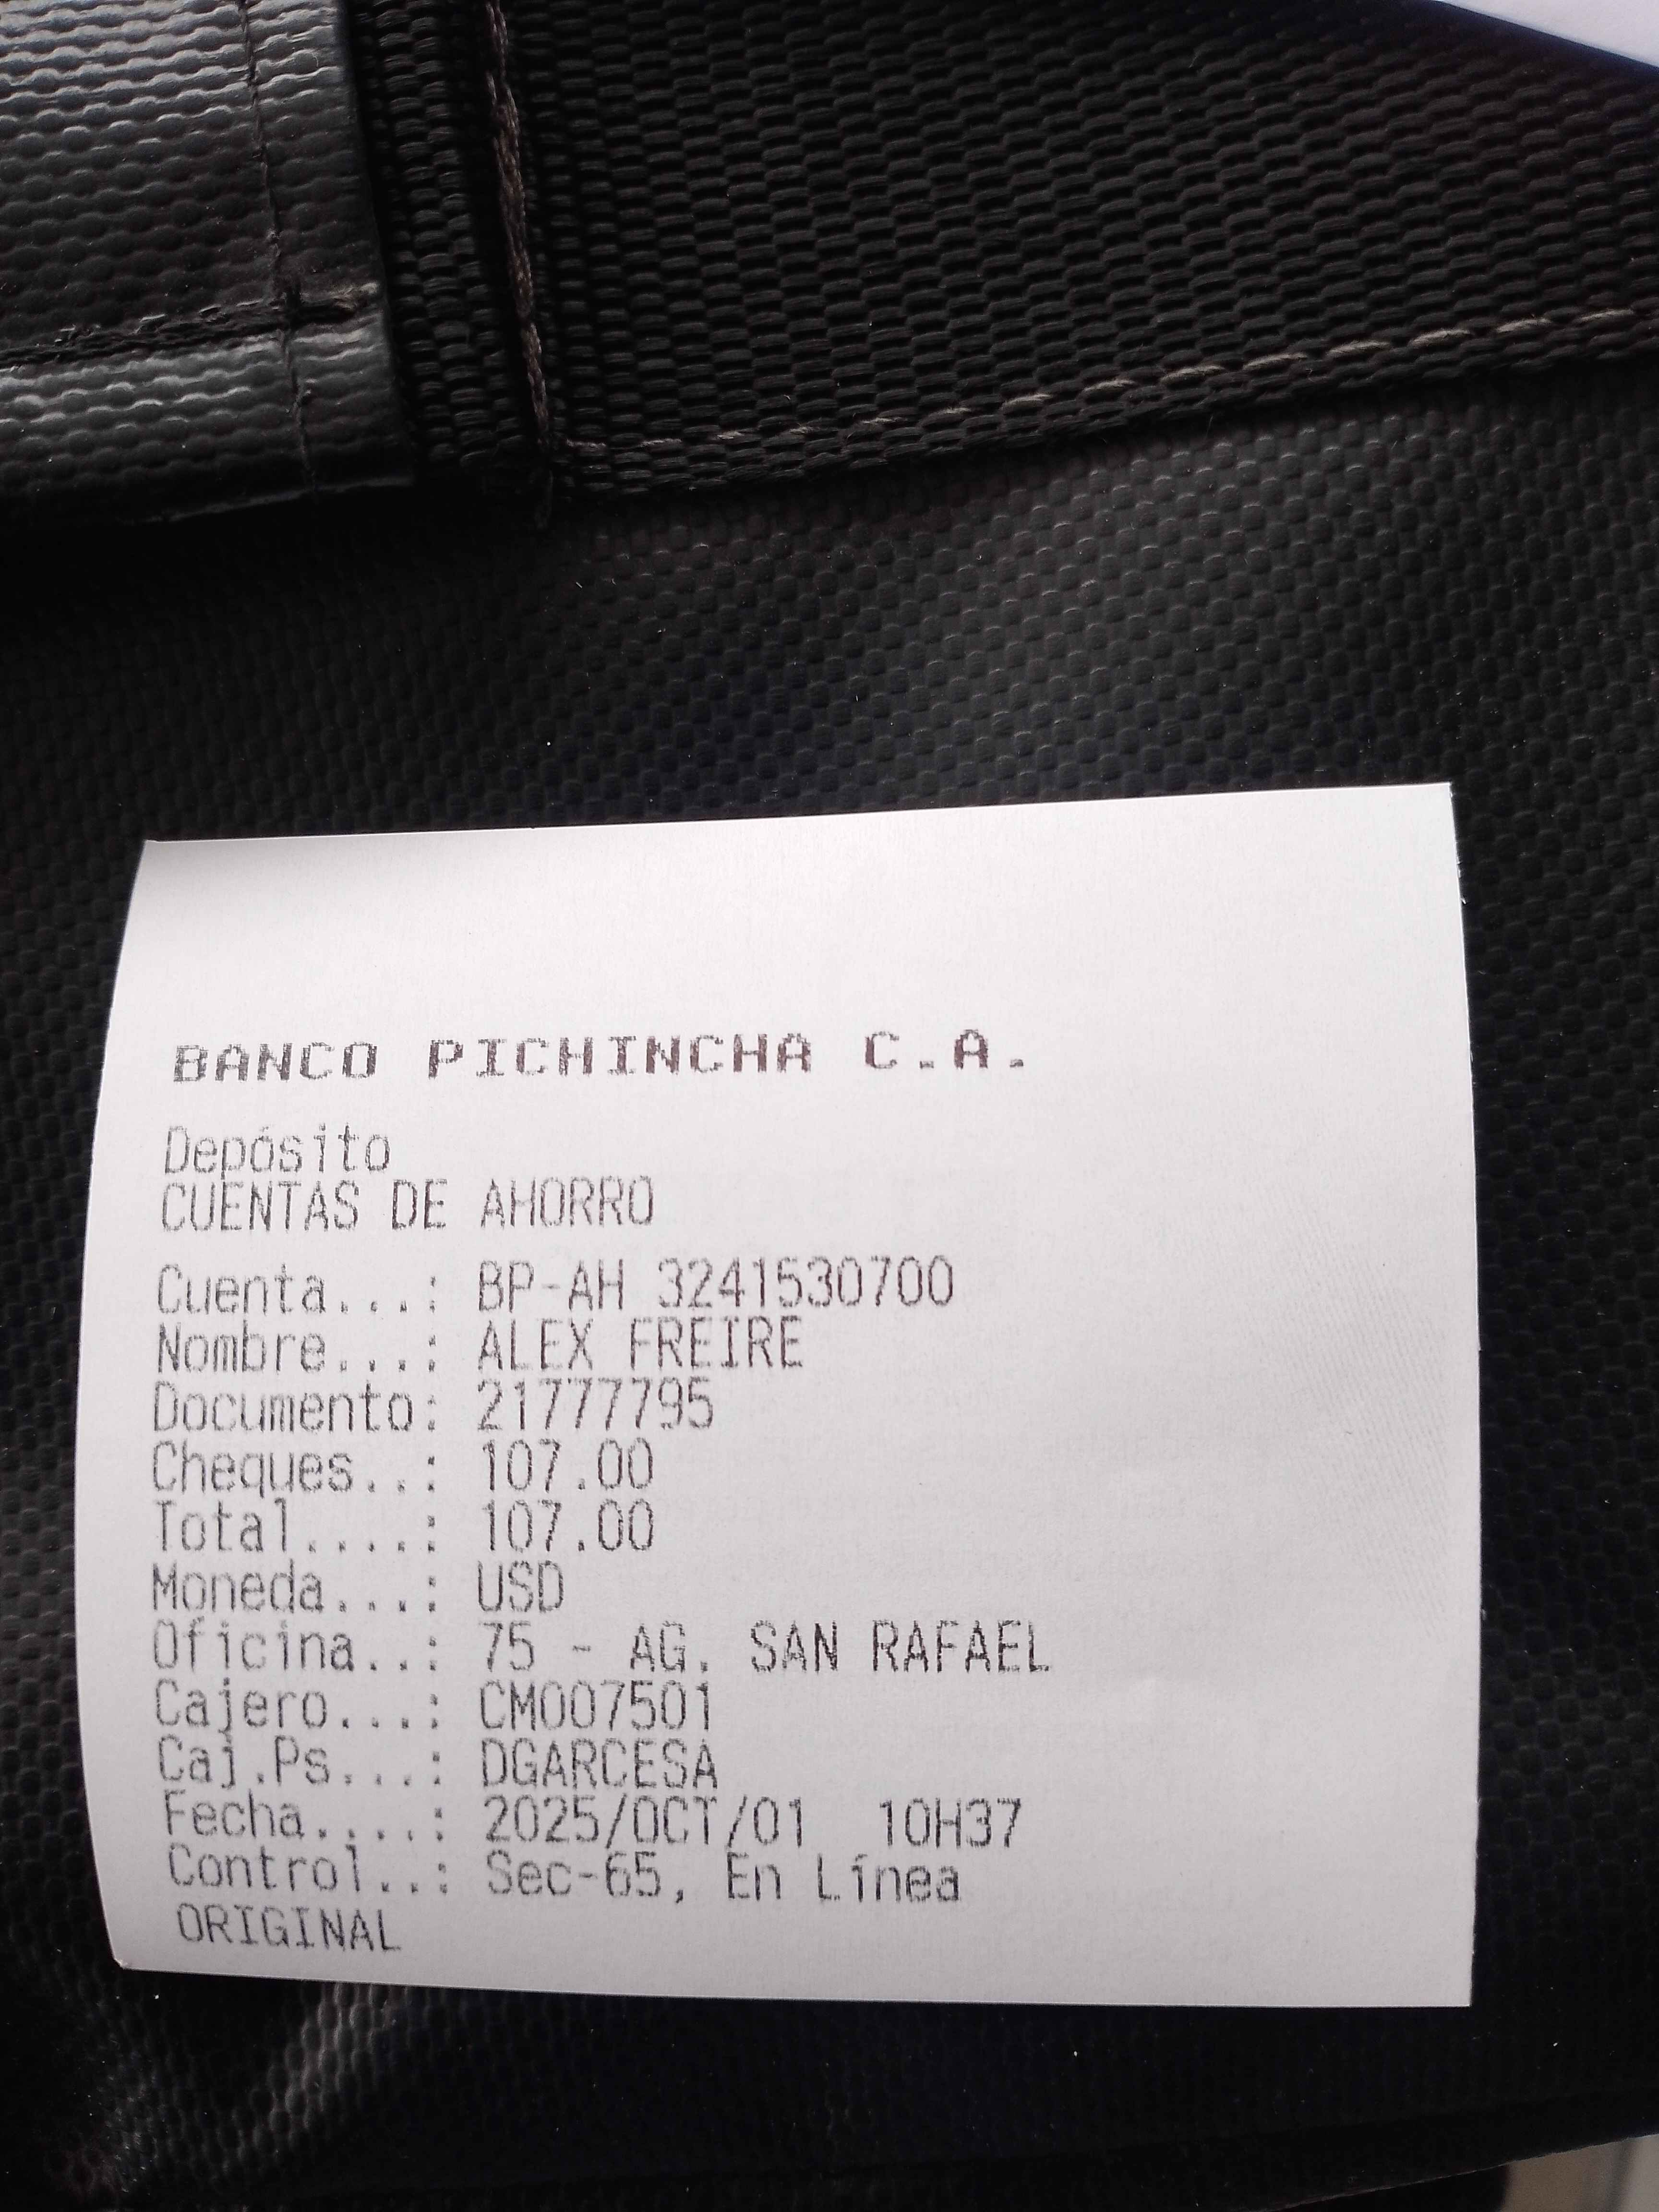 BANCO PICHINCHA C.A.
Depósito
CUENTAS DE AHORRO
Cuenta...: BP-AH 3241530700
Nombre...: ALEX FREIRE
Documento: 21777795
Cheques..: 107.00
Total....: 107.00
Moneda...: USD
Oficina..: 75 - AG. SAN RAFAEL
Cajero...: CM007501
Caj.Ps...: DGARCESA
Fecha....: 2025/OCT/01  10H37
Control..: Sec-65, En Línea
ORIGINAL